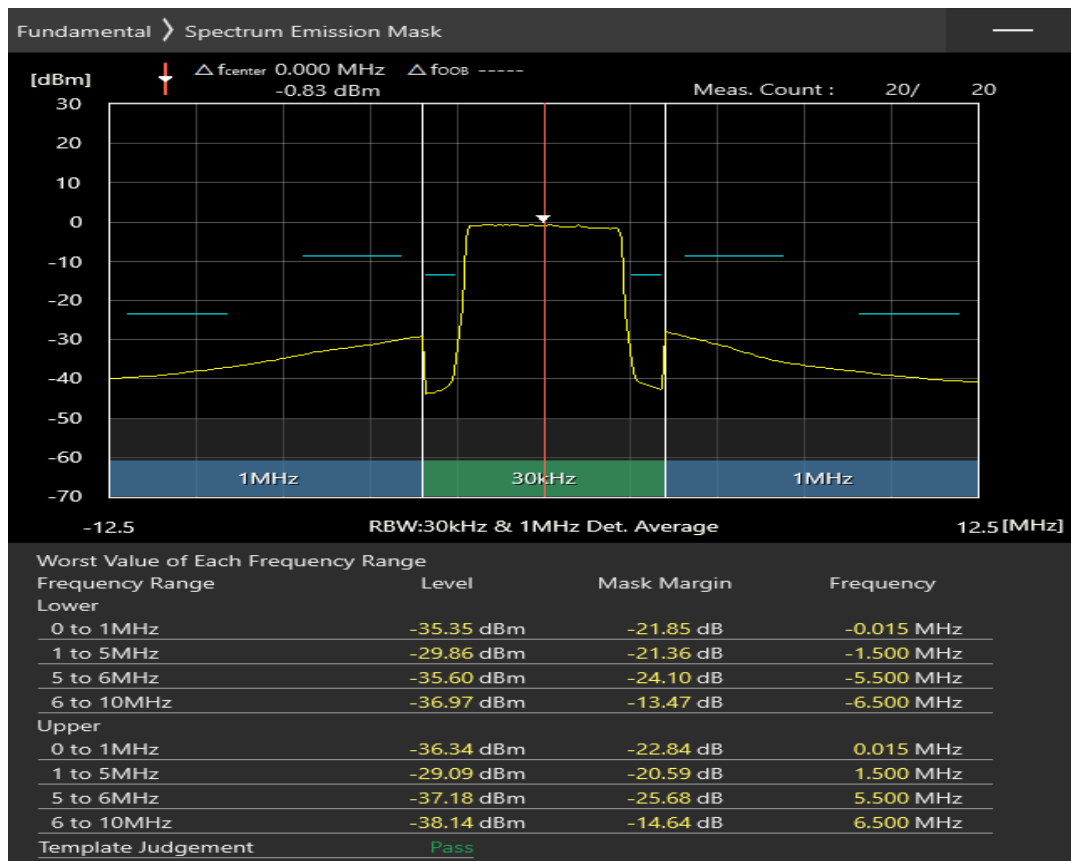 Fundamental ❯ Spectrum Emission Mask
[dBm] △ fcenter 0.000 MHz △ fOOB -----
-0.83 dBm Meas. Count : 20/ 20
30
20
10
0
-10
-20
-30
-40
-50
-60
1MHz 30kHz 1MHz
-70
-12.5 RBW:30kHz & 1MHz Det. Average 12.5 [MHz]
Worst Value of Each Frequency Range
Frequency Range Level Mask Margin Frequency
Lower
0 to 1MHz -35.35 dBm -21.85 dB -0.015 MHz
1 to 5MHz -29.86 dBm -21.36 dB -1.500 MHz
5 to 6MHz -35.60 dBm -24.10 dB -5.500 MHz
6 to 10MHz -36.97 dBm -13.47 dB -6.500 MHz
Upper
0 to 1MHz -36.34 dBm -22.84 dB 0.015 MHz
1 to 5MHz -29.09 dBm -20.59 dB 1.500 MHz
5 to 6MHz -37.18 dBm -25.68 dB 5.500 MHz
6 to 10MHz -38.14 dBm -14.64 dB 6.500 MHz
Template Judgement Pass